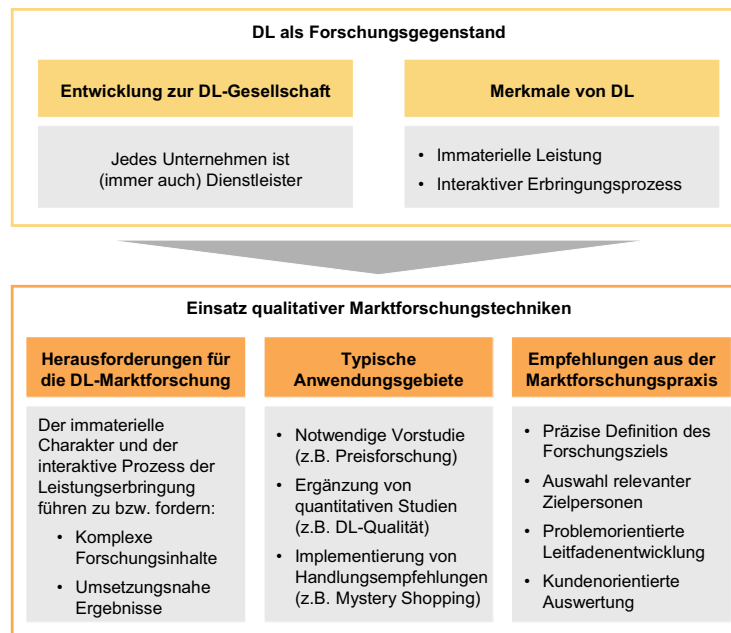 DL als Forschungsgegenstand
Entwicklung zur DL-Gesellschaft
Jedes Unternehmen ist
(immer auch) Dienstleister
Merkmale von DL
• Immaterielle Leistung
• Interaktiver Erbringungsprozess
Einsatz qualitativer Marktforschungstechniken
Herausforderungen für
die DL-Marktforschung
Der immaterielle
Charakter und der
interaktive Prozess der
Leistungserbringung
führen zu bzw. fordern:
• Komplexe
Forschungsinhalte
• Umsetzungsnahe
Ergebnisse
Typische
Anwendungsgebiete
• Notwendige Vorstudie
(z.B. Preisforschung)
• Ergänzung von
quantitativen Studien
(z.B. DL-Qualität)
• Implementierung von
Handlungsempfehlungen
(z.B. Mystery Shopping)
Empfehlungen aus der
Marktforschungspraxis
• Präzise Definition des
Forschungsziels
• Auswahl relevanter
Zielpersonen
• Problemorientierte
Leitfadenentwicklung
• Kundenorientierte
Auswertung